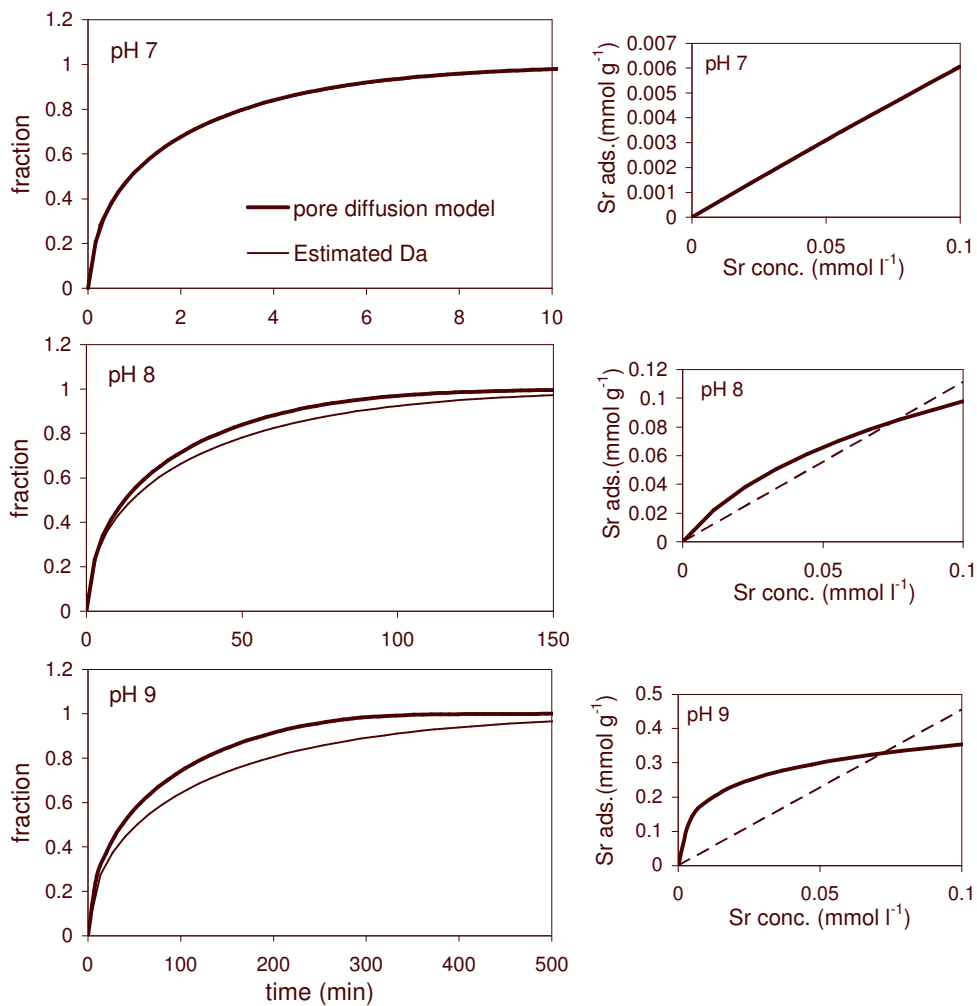 1.2
pH 7
1
0.8
0.6
0.4
0.2
0
fraction
pore diffusion model
Estimated Da
0 2 4 6 8 10
0.007
pH 7
0.006
0.005
0.004
0.003
0.002
0.001
0
Sr ads.(mmol g⁻¹)
0 0.05 0.1
Sr conc. (mmol l⁻¹)
1.2
pH 8
1
0.8
0.6
0.4
0.2
0
fraction
0 50 100 150
0.12
pH 8
0.1
0.08
0.06
0.04
0.02
0
Sr ads.(mmol g⁻¹)
0 0.05 0.1
Sr conc. (mmol l⁻¹)
1.2
pH 9
1
0.8
0.6
0.4
0.2
0
fraction
0 100 200 300 400 500
time (min)
0.5
pH 9
0.4
0.3
0.2
0.1
0
Sr ads.(mmol g⁻¹)
0 0.05 0.1
Sr conc. (mmol l⁻¹)